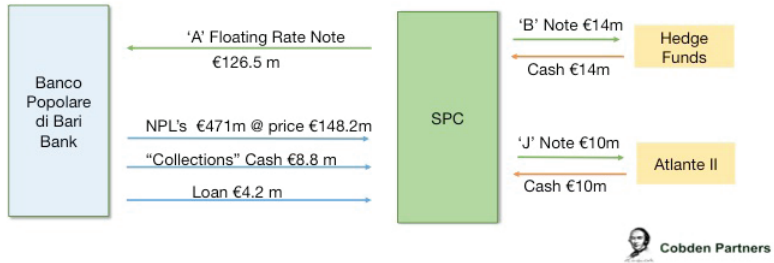 'A' Floating Rate Note
€126.5 m
Banco
Popolare
di Bari
Bank
NPL's €471m @ price €148.2m
"Collections" Cash €8.8 m
Loan €4.2 m
SPC
'B' Note €14m
Cash €14m
Hedge
Funds
'J' Note €10m
Cash €10m
Atlante II
Cobden Partners